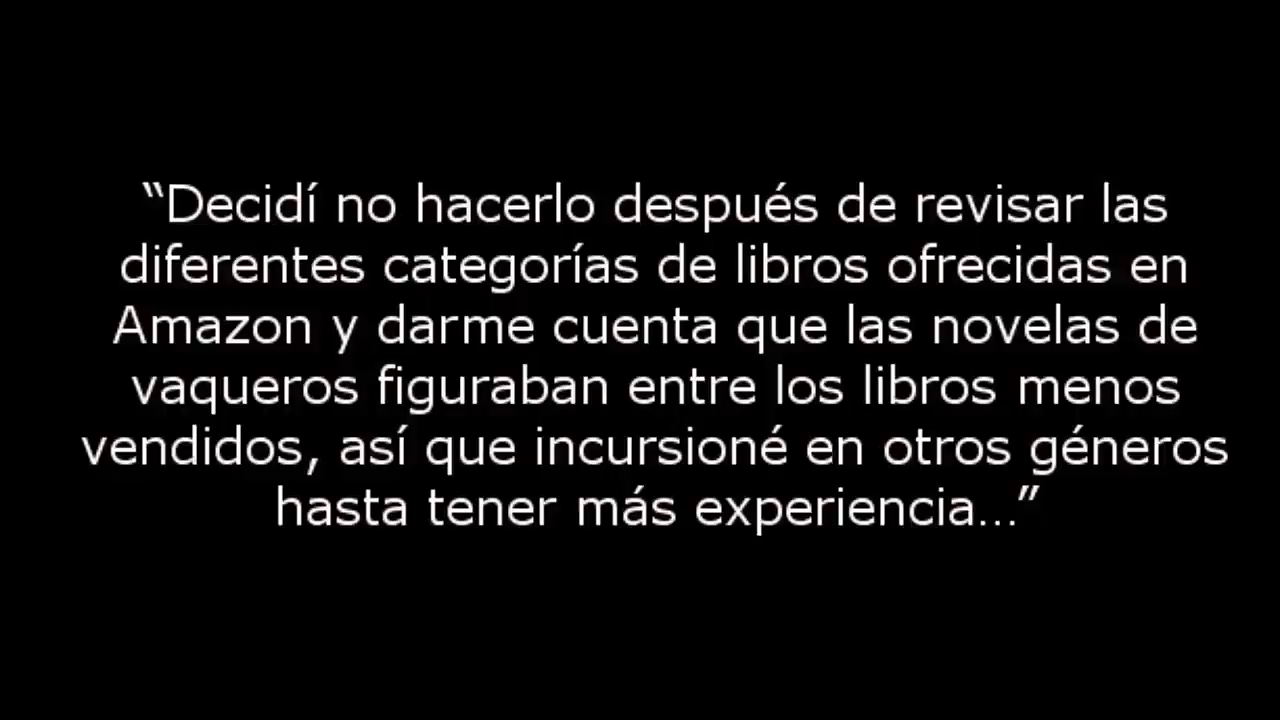 “Decidí no hacerlo después de revisar las
diferentes categorías de libros ofrecidas en
Amazon y darme cuenta que las novelas de
vaqueros figuraban entre los libros menos
vendidos, así que incursioné en otros géneros
hasta tener más experiencia…”